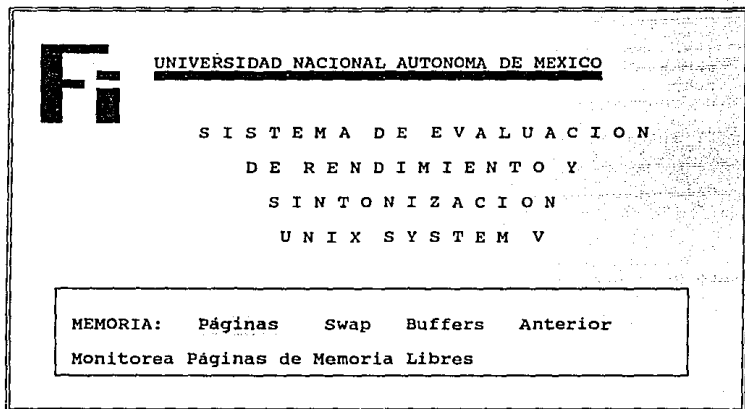 Fi
UNIVERSIDAD NACIONAL AUTONOMA DE MEXICO
S I S T E M A D E E V A L U A C I O N
D E R E N D I M I E N T O Y
S I N T O N I Z A C I O N
U N I X S Y S T E M V
MEMORIA: Páginas Swap Buffers Anterior
Monitorea Páginas de Memoria Libres